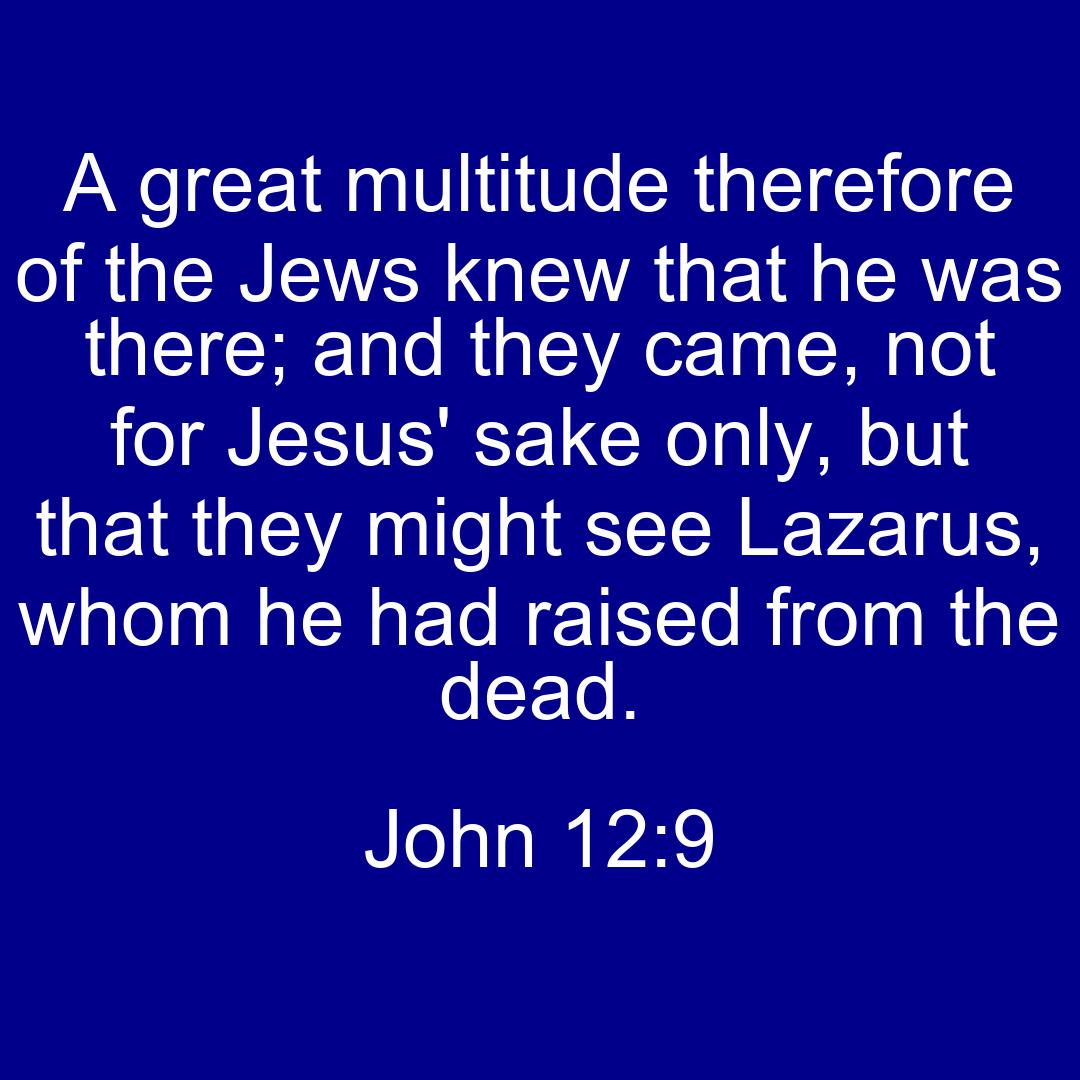 A great multitude therefore
of the Jews knew that he was
there; and they came, not
for Jesus' sake only, but
that they might see Lazarus,
whom he had raised from the
dead.
John 12:9